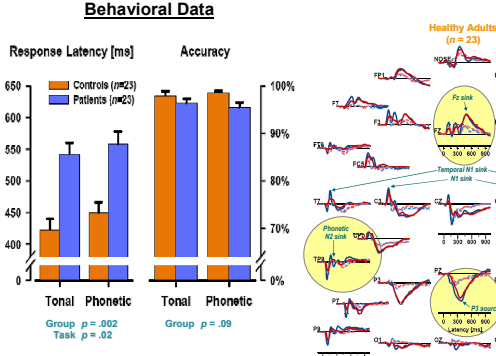 Behavioral Data
Response Latency [ms]
Accuracy
Controls (n=23)
Patients (n=23)
650
600
550
500
450
400
0
100%
90%
80%
70%
0%
Tonal
Phonetic
Tonal
Phonetic
Group p = .002
Task p = .02
Group p = .09
Healthy Adults
(n = 23)
NOSE
FP1
F7
F3
Fz sink
FZ
0 300 600 900
FT9
FC5
Temporal N1 sink
N1 sink
T7
C3
CZ
Phonetic
N2 sink
TP9
P3
PZ
P7
P3 source
0 300 600 900
Latency [ms]
P9
O1
OZ